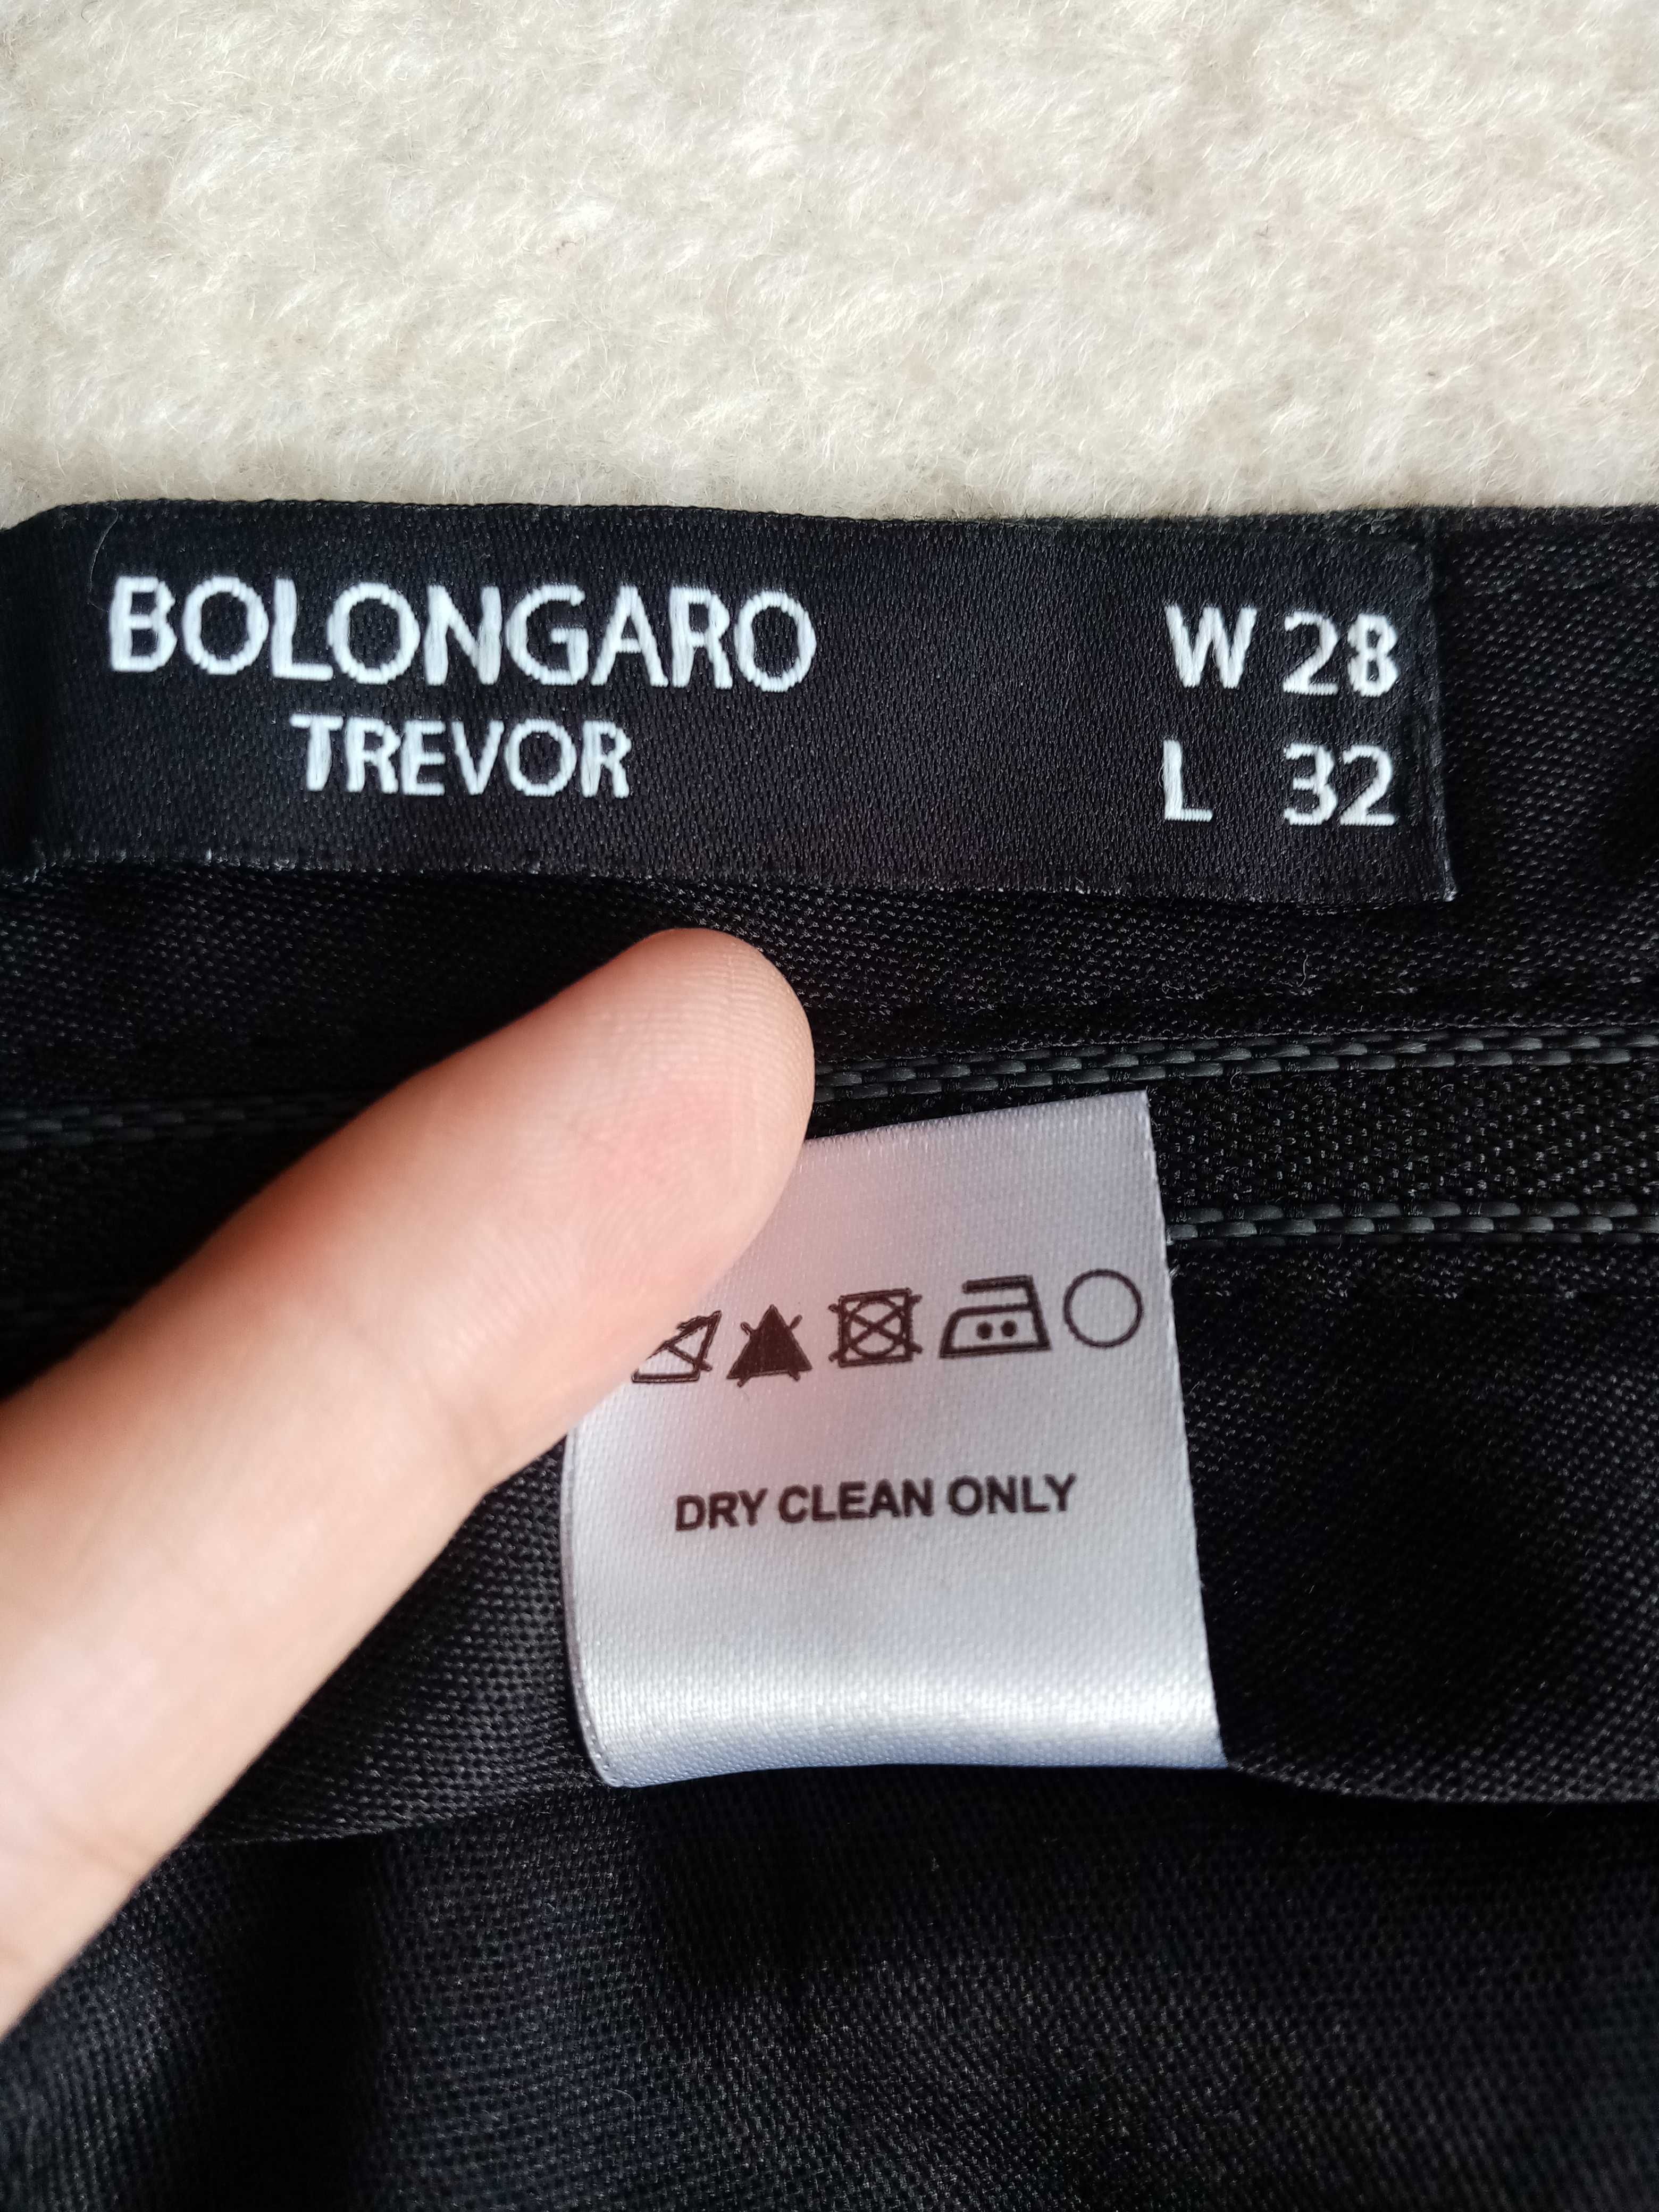 BOLONGARO
TREVOR
W 28
L 32
DRY CLEAN ONLY